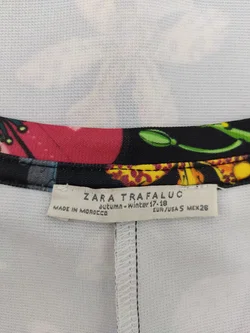 ZARA TRAFALUC
autumn - winter 17-18
MADE IN MOROCCO EUR/USA S MEX 26